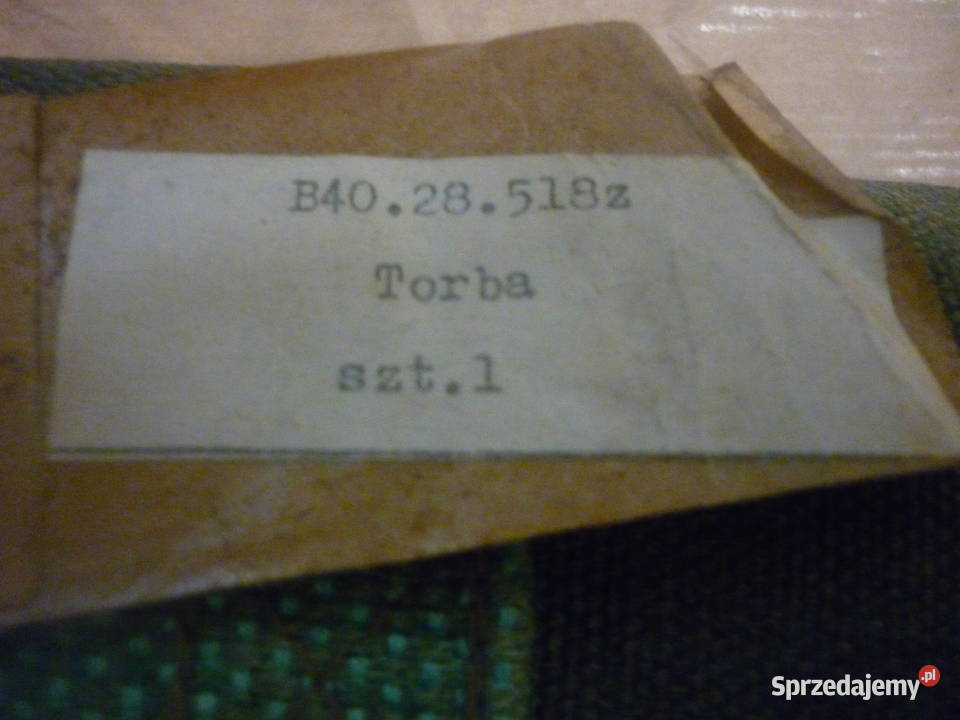 B40.28.518z
Torba
szt.1
Sprzedajemy.pl